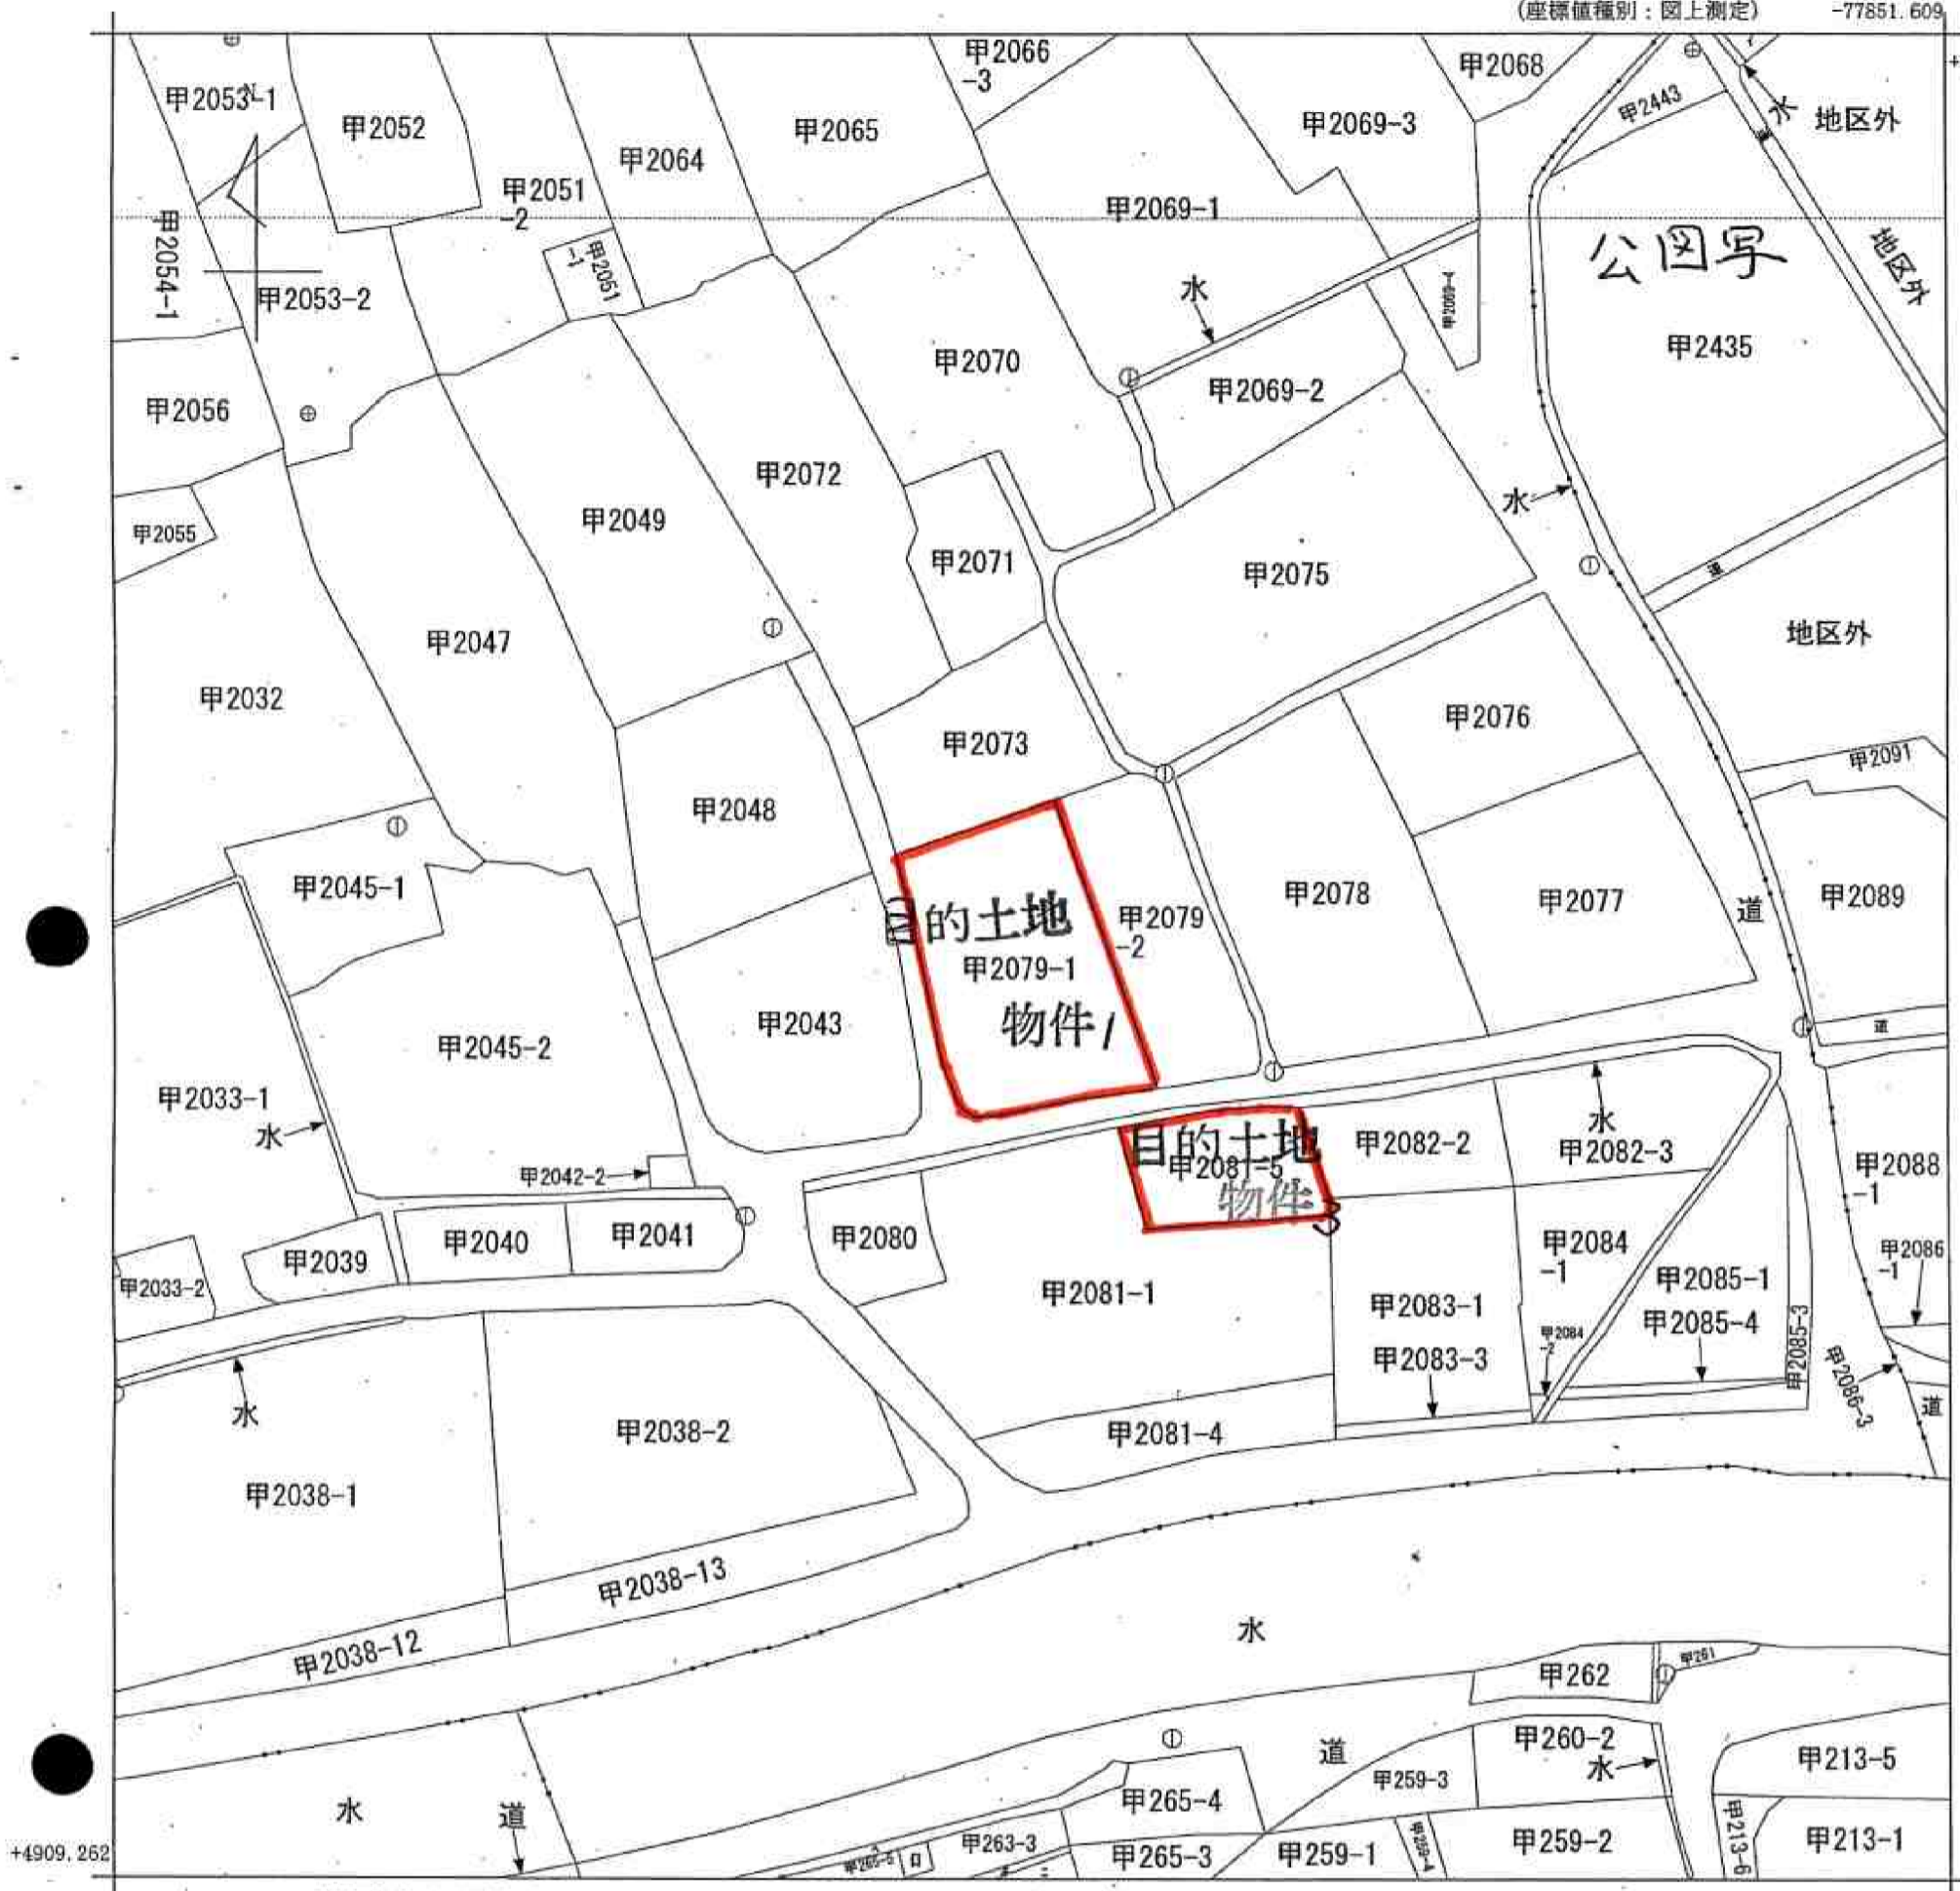 (座標値種別：図上測定)
-77851.609
甲2053-1
甲2052
甲2051
-2
甲2064
甲2065
甲2066
-3
甲2069-3
甲2068
甲2443
水
地区外
甲2054-1
甲2053-2
甲2051
-1
甲2069-1
水
甲2069-4
公図写
地区外
甲2435
甲2056
甲2070
甲2069-2
甲2055
甲2049
甲2072
甲2071
甲2075
水
道
地区外
甲2032
甲2047
甲2048
甲2073
甲2076
甲2091
甲2045-1
目的土地
甲2079-1
物件1
甲2079
-2
甲2078
甲2077
道
甲2089
甲2043
甲2045-2
道
甲2033-1
水
甲2042-2
目的土地
甲2081-5
物件
甲2082-2
水
甲2082-3
甲2088
-1
甲2033-2
甲2039
甲2040
甲2041
甲2080
甲2081-1
甲2083-1
甲2083-3
甲2084
-1
甲2084
-2
甲2085-1
甲2085-4
甲2085-3
甲2086
-1
甲2086-3
道
水
甲2038-1
甲2038-2
甲2081-4
甲2038-13
甲2038-12
水
甲262
甲261
道
甲260-2
水
甲213-5
甲259-3
甲265-4
水
道
甲263-3
甲265-5
甲265-3
甲259-1
甲259-4
甲259-2
甲213-6
甲213-1
+4909.262